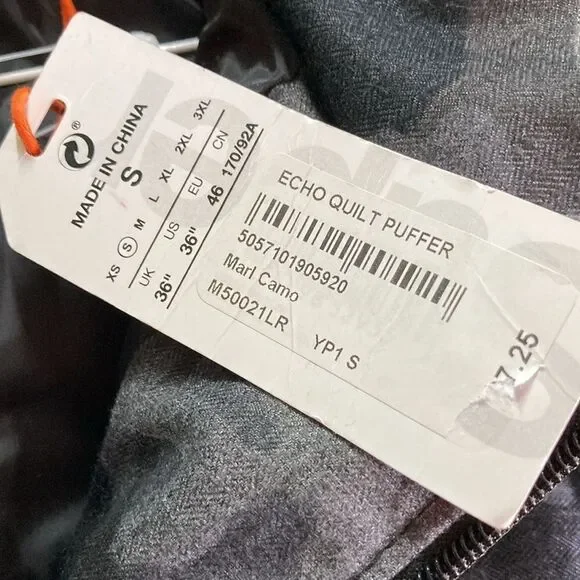 MADE IN CHINA
S
XS S M L XL 2XL 3XL
UK US EU CN
36" 36" 46 170/92A
ECHO QUILT PUFFER
5057101905920
Marl Camo
M50021LR YP1 S
7.25